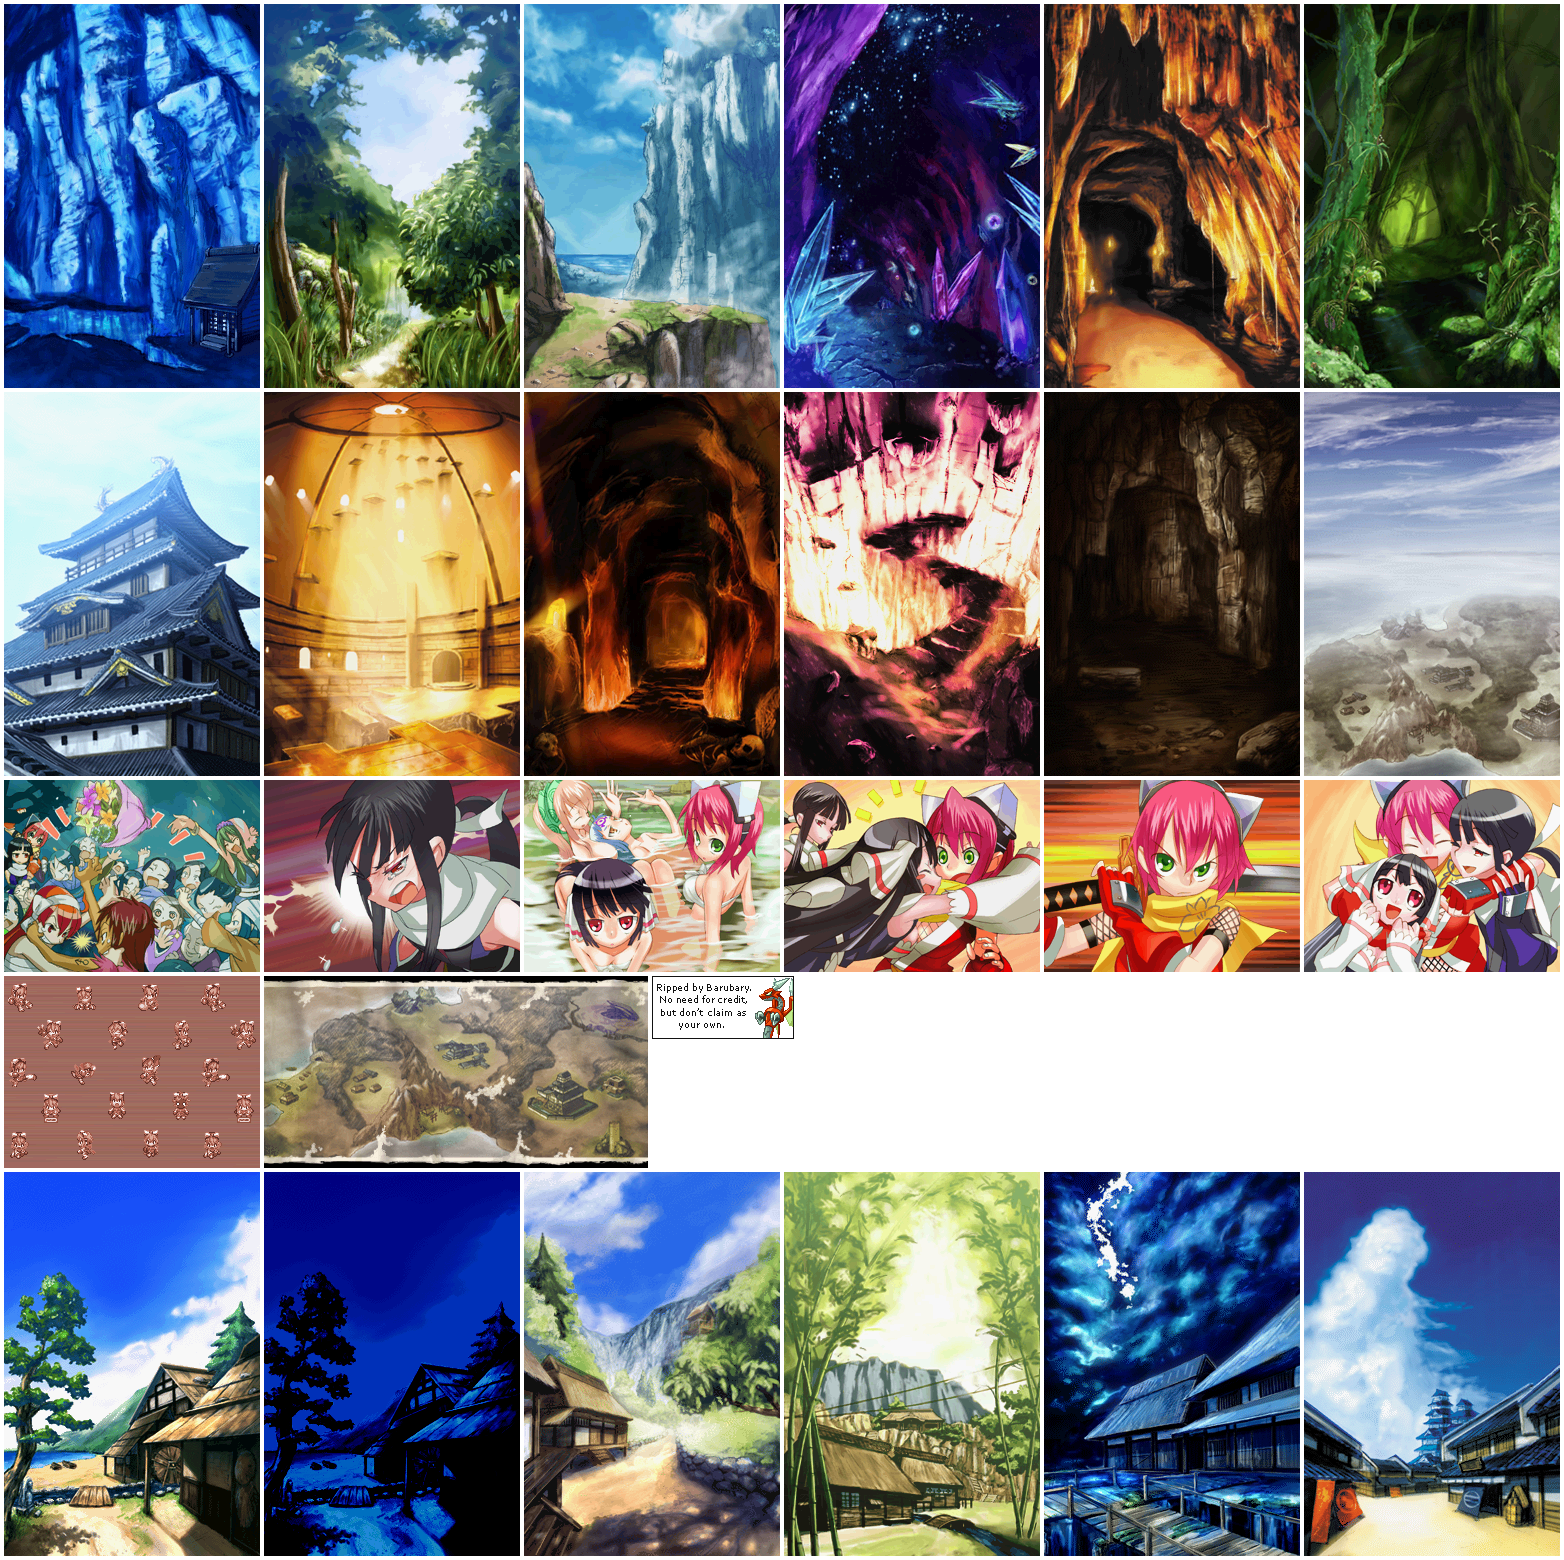 Ripped by Barubary.
No need for credit,
but don't claim as
your own.